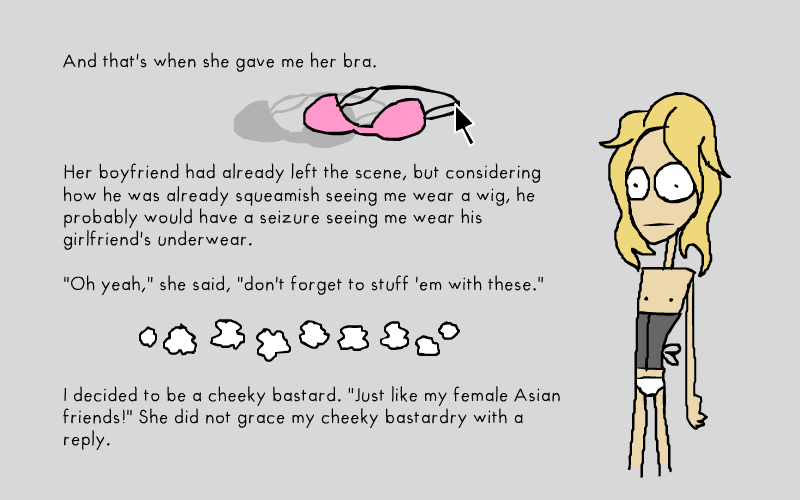 And that's when she gave me her bra.
Her boyfriend had already left the scene, but considering
how he was already squeamish seeing me wear a wig, he
probably would have a seizure seeing me wear his
girlfriend's underwear.
"Oh yeah," she said, "don't forget to stuff 'em with these."
I decided to be a cheeky bastard. "Just like my female Asian
friends!" She did not grace my cheeky bastardry with a
reply.